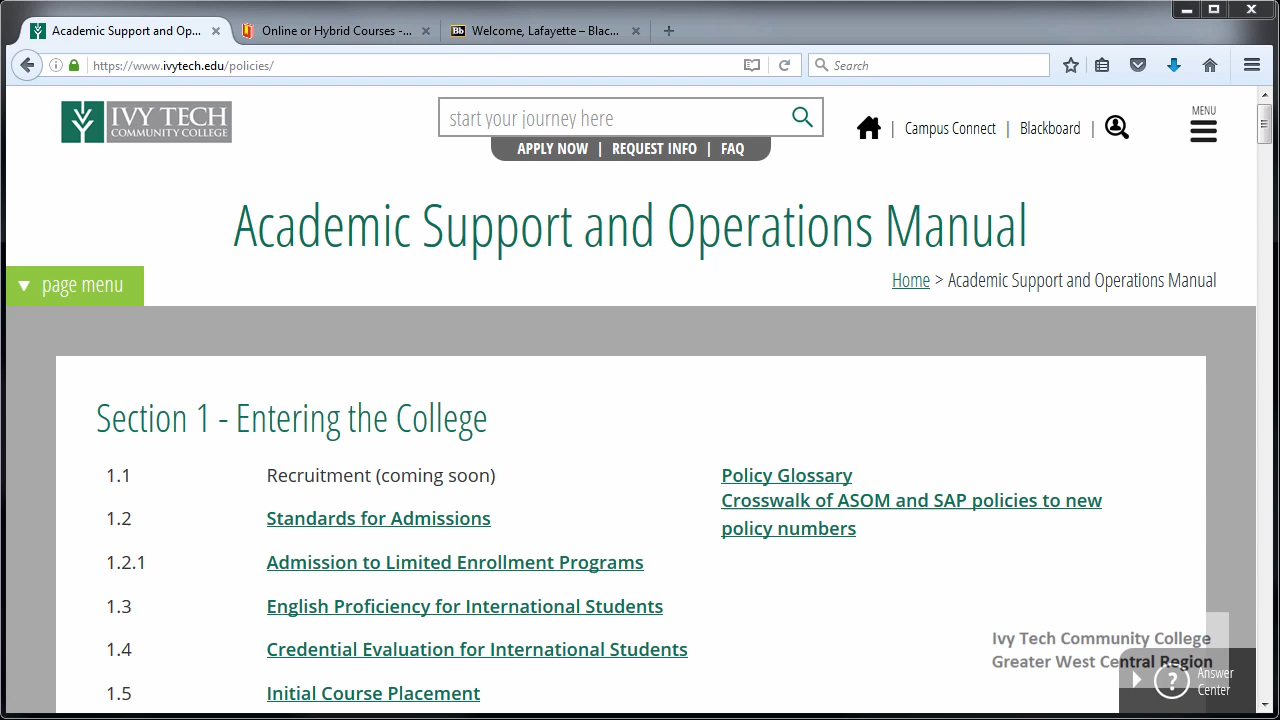 Academic Support and Op...
Online or Hybrid Courses -...
Bb Welcome, Lafayette – Blac...
https://www.ivytech.edu/policies/
Search
IVY TECH
COMMUNITY COLLEGE
start your journey here
APPLY NOW | REQUEST INFO | FAQ
| Campus Connect | Blackboard |
MENU
Academic Support and Operations Manual
page menu
Home > Academic Support and Operations Manual
Section 1 - Entering the College
1.1 Recruitment (coming soon)
Policy Glossary
Crosswalk of ASOM and SAP policies to new
policy numbers
1.2 Standards for Admissions
1.2.1 Admission to Limited Enrollment Programs
1.3 English Proficiency for International Students
1.4 Credential Evaluation for International Students
1.5 Initial Course Placement
Ivy Tech Community College
Greater West Central Region
? Answer
Center